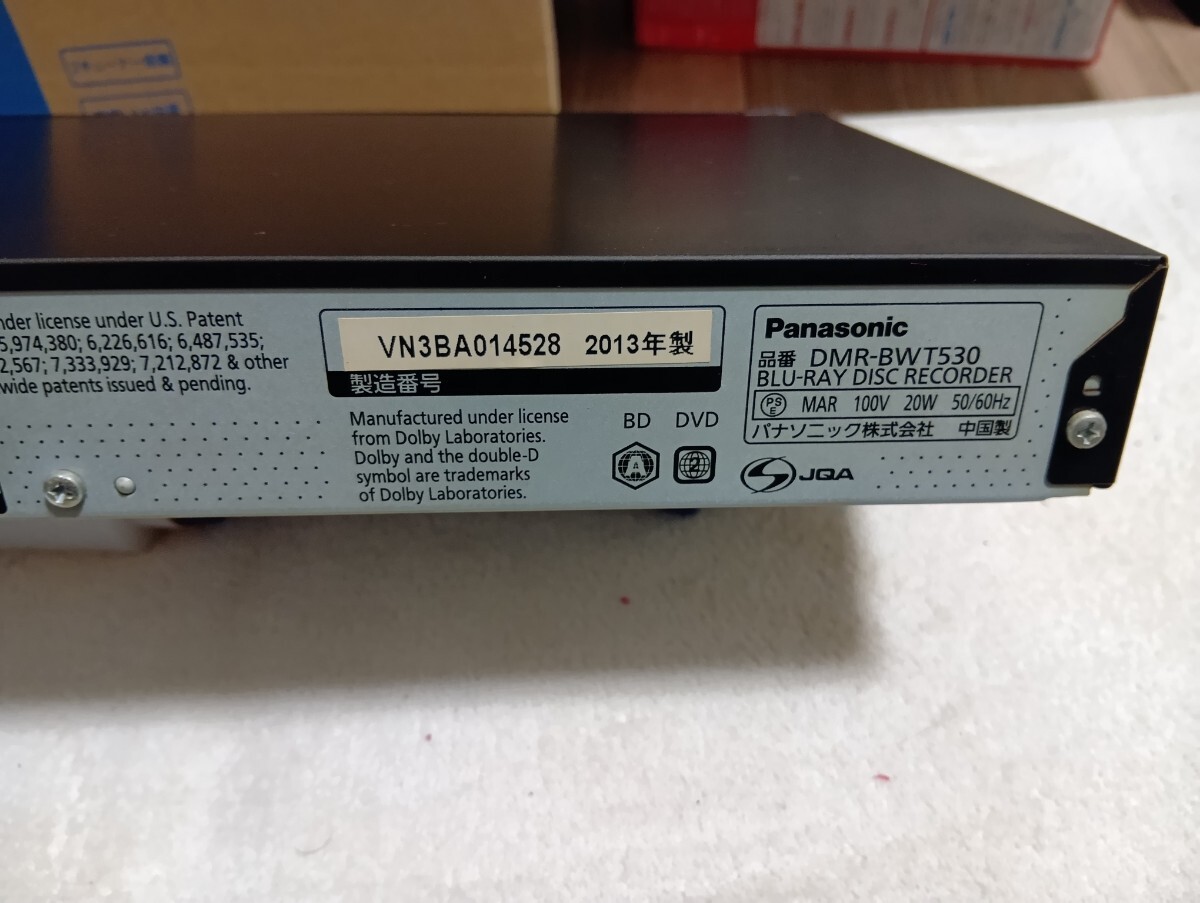 nder license under U.S. Patent
5,974,380; 6,226,616; 6,487,535;
2,567; 7,333,929; 7,212,872 & other
wide patents issued & pending.
VN3BA014528 2013年製
製造番号
Manufactured under license
from Dolby Laboratories.
Dolby and the double-D
symbol are trademarks
of Dolby Laboratories.
BD DVD
A 2
Panasonic
品番 DMR-BWT530
BLU-RAY DISC RECORDER
PSE MAR 100V 20W 50/60Hz
パナソニック株式会社 中国製
JQA